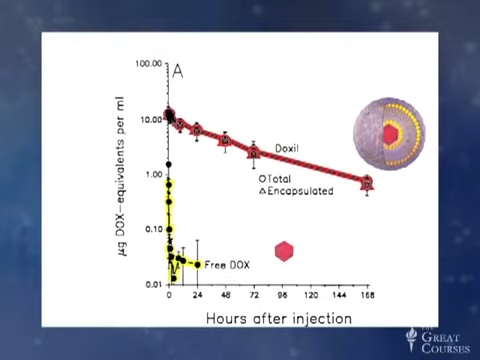 A
100.00
10.00
1.00
0.10
0.01
µg DOX-equivalents per ml
Doxil
Total
Encapsulated
Free DOX
0 24 48 72 96 120 144 168
Hours after injection
THE
GREAT
COURSES